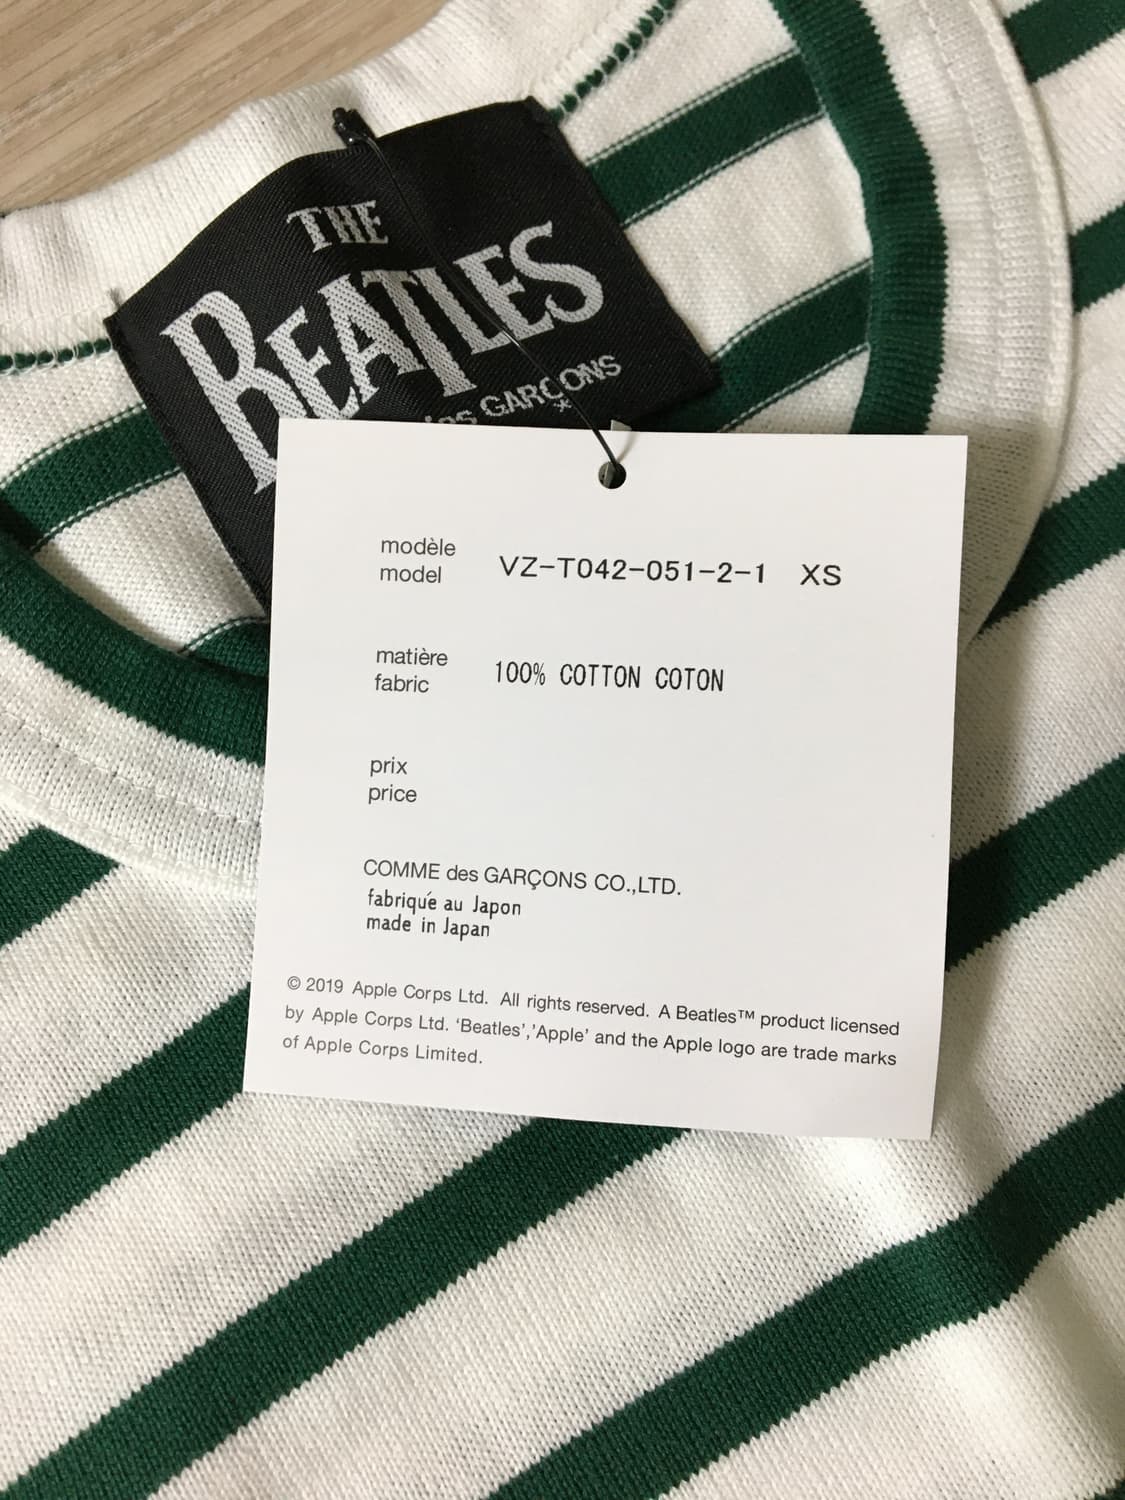 THE
BEATLES
GARÇONS
modèle
model
VZ-T042-051-2-1 XS
matière
fabric
100% COTTON COTON
prix
price
COMME des GARÇONS CO.,LTD.
fabriqué au Japon
made in Japan
© 2019 Apple Corps Ltd. All rights reserved. A Beatles™ product licensed
by Apple Corps Ltd. ‘Beatles’,’Apple’ and the Apple logo are trade marks
of Apple Corps Limited.